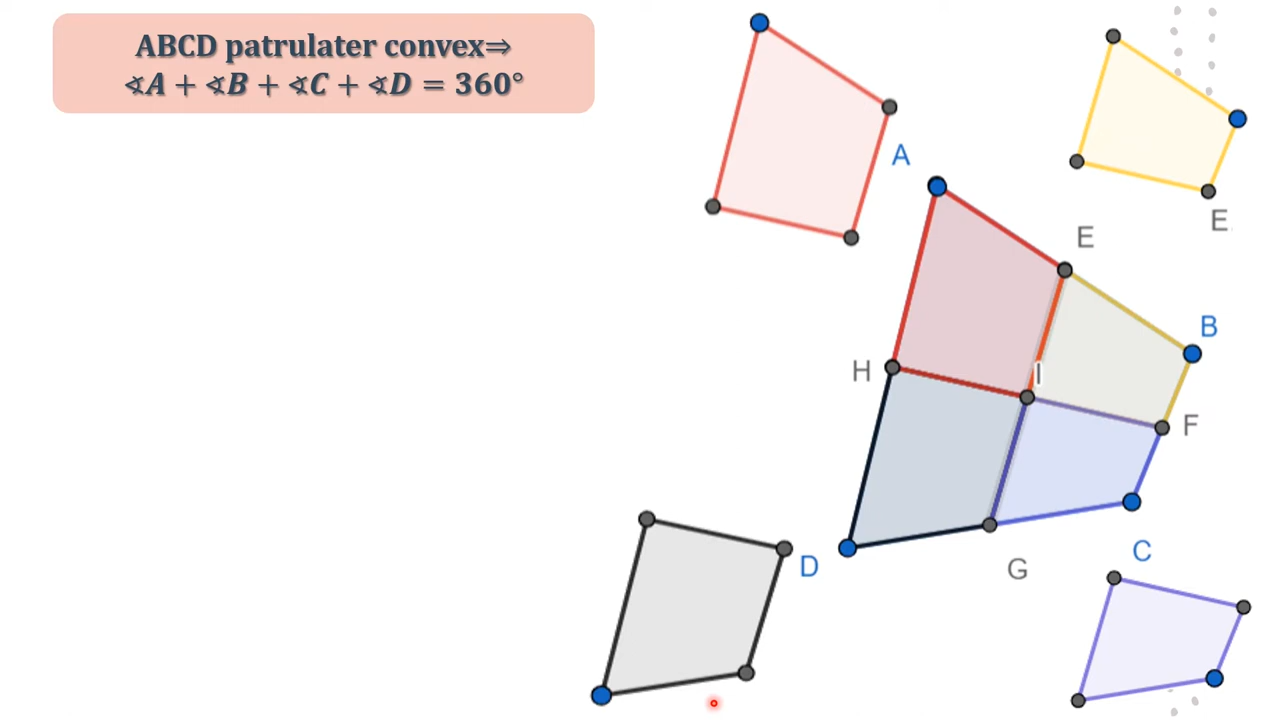 ABCD patrulater convex⇒
∢A + ∢B + ∢C + ∢D = 360°
A
E
E
B
H
I
F
D
C
G